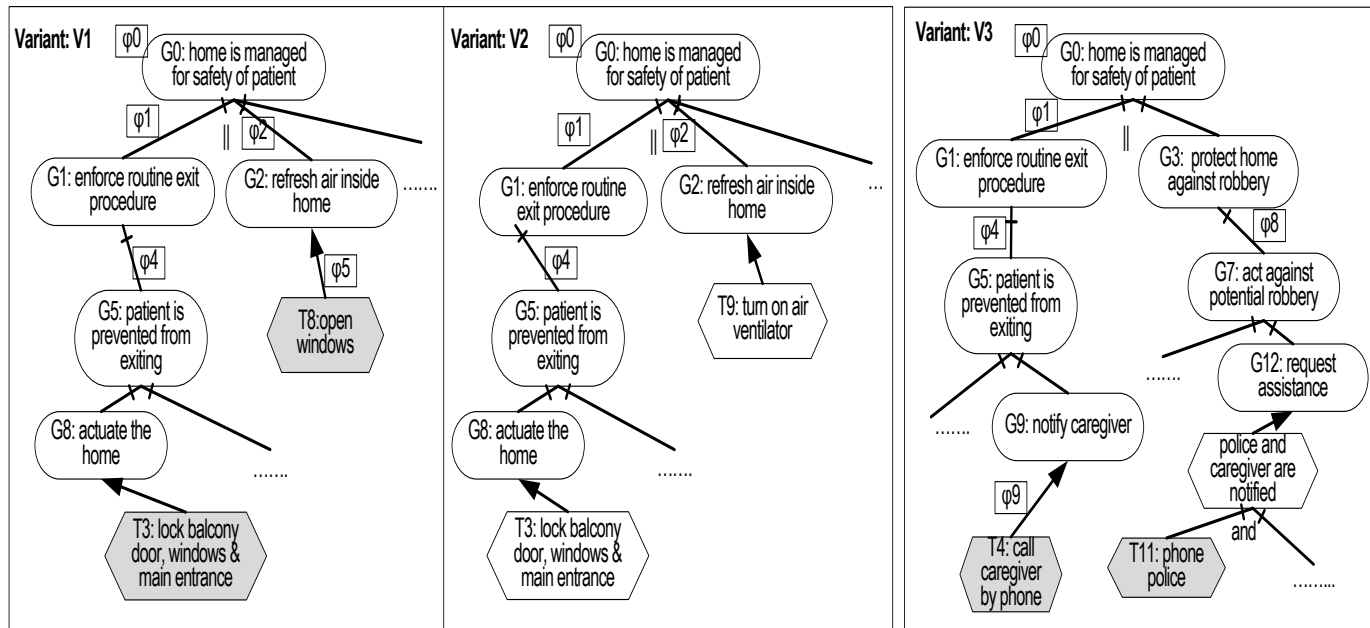 Variant: V1
φ0
G0: home is managed
for safety of patient
φ1
||
φ2
G1: enforce routine exit
procedure
G2: refresh air inside
home
.......
φ4
φ5
G5: patient is
prevented from
exiting
T8:open
windows
G8: actuate the
home
.......
T3: lock balcony
door, windows &
main entrance
Variant: V2
φ0
G0: home is managed
for safety of patient
φ1
||
φ2
G1: enforce routine
exit procedure
G2: refresh air inside
home
...
φ4
G5: patient is
prevented from
exiting
T9: turn on air
ventilator
G8: actuate the
home
.......
T3: lock balcony
door, windows &
main entrance
Variant: V3
φ0
G0: home is managed
for safety of patient
φ1
||
G1: enforce routine exit
procedure
G3: protect home
against robbery
φ4
φ8
G5: patient is
prevented from
exiting
G7: act against
potential robbery
.......
G12: request
assistance
.......
G9: notify caregiver
police and
caregiver are
notified
φ9
and
T4: call
caregiver
by phone
T11: phone
police
.........